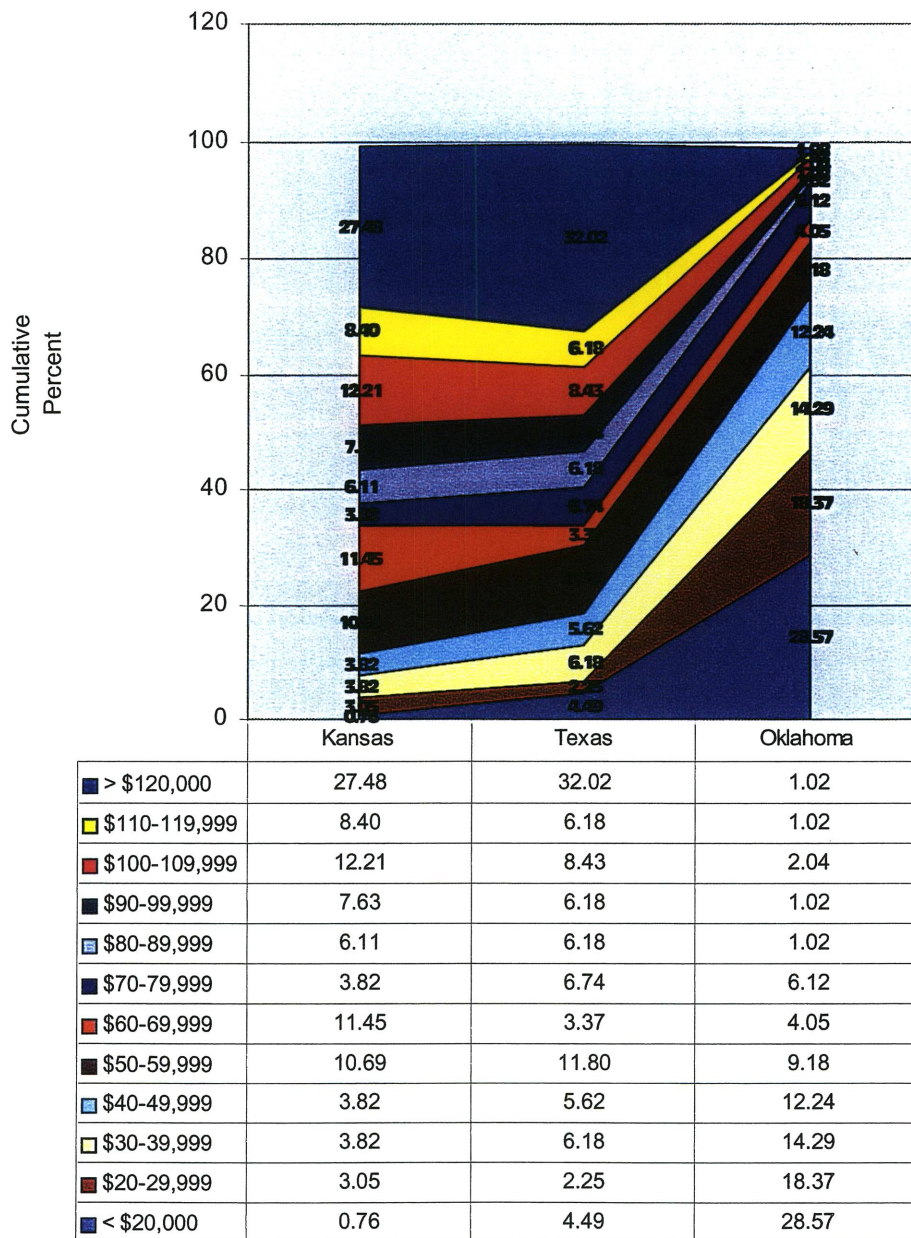 120
100
80
60
40
20
0
Cumulative
Percent
27.48
32.02
8.40
6.18
12.21
8.43
12.24
14.29
6.11
6.18
11.45
28.57
5.62
3.82
6.18
3.82
4.49
4.05
Kansas Texas Oklahoma
> $120,000 27.48 32.02 1.02
$110-119,999 8.40 6.18 1.02
$100-109,999 12.21 8.43 2.04
$90-99,999 7.63 6.18 1.02
$80-89,999 6.11 6.18 1.02
$70-79,999 3.82 6.74 6.12
$60-69,999 11.45 3.37 4.05
$50-59,999 10.69 11.80 9.18
$40-49,999 3.82 5.62 12.24
$30-39,999 3.82 6.18 14.29
$20-29,999 3.05 2.25 18.37
< $20,000 0.76 4.49 28.57